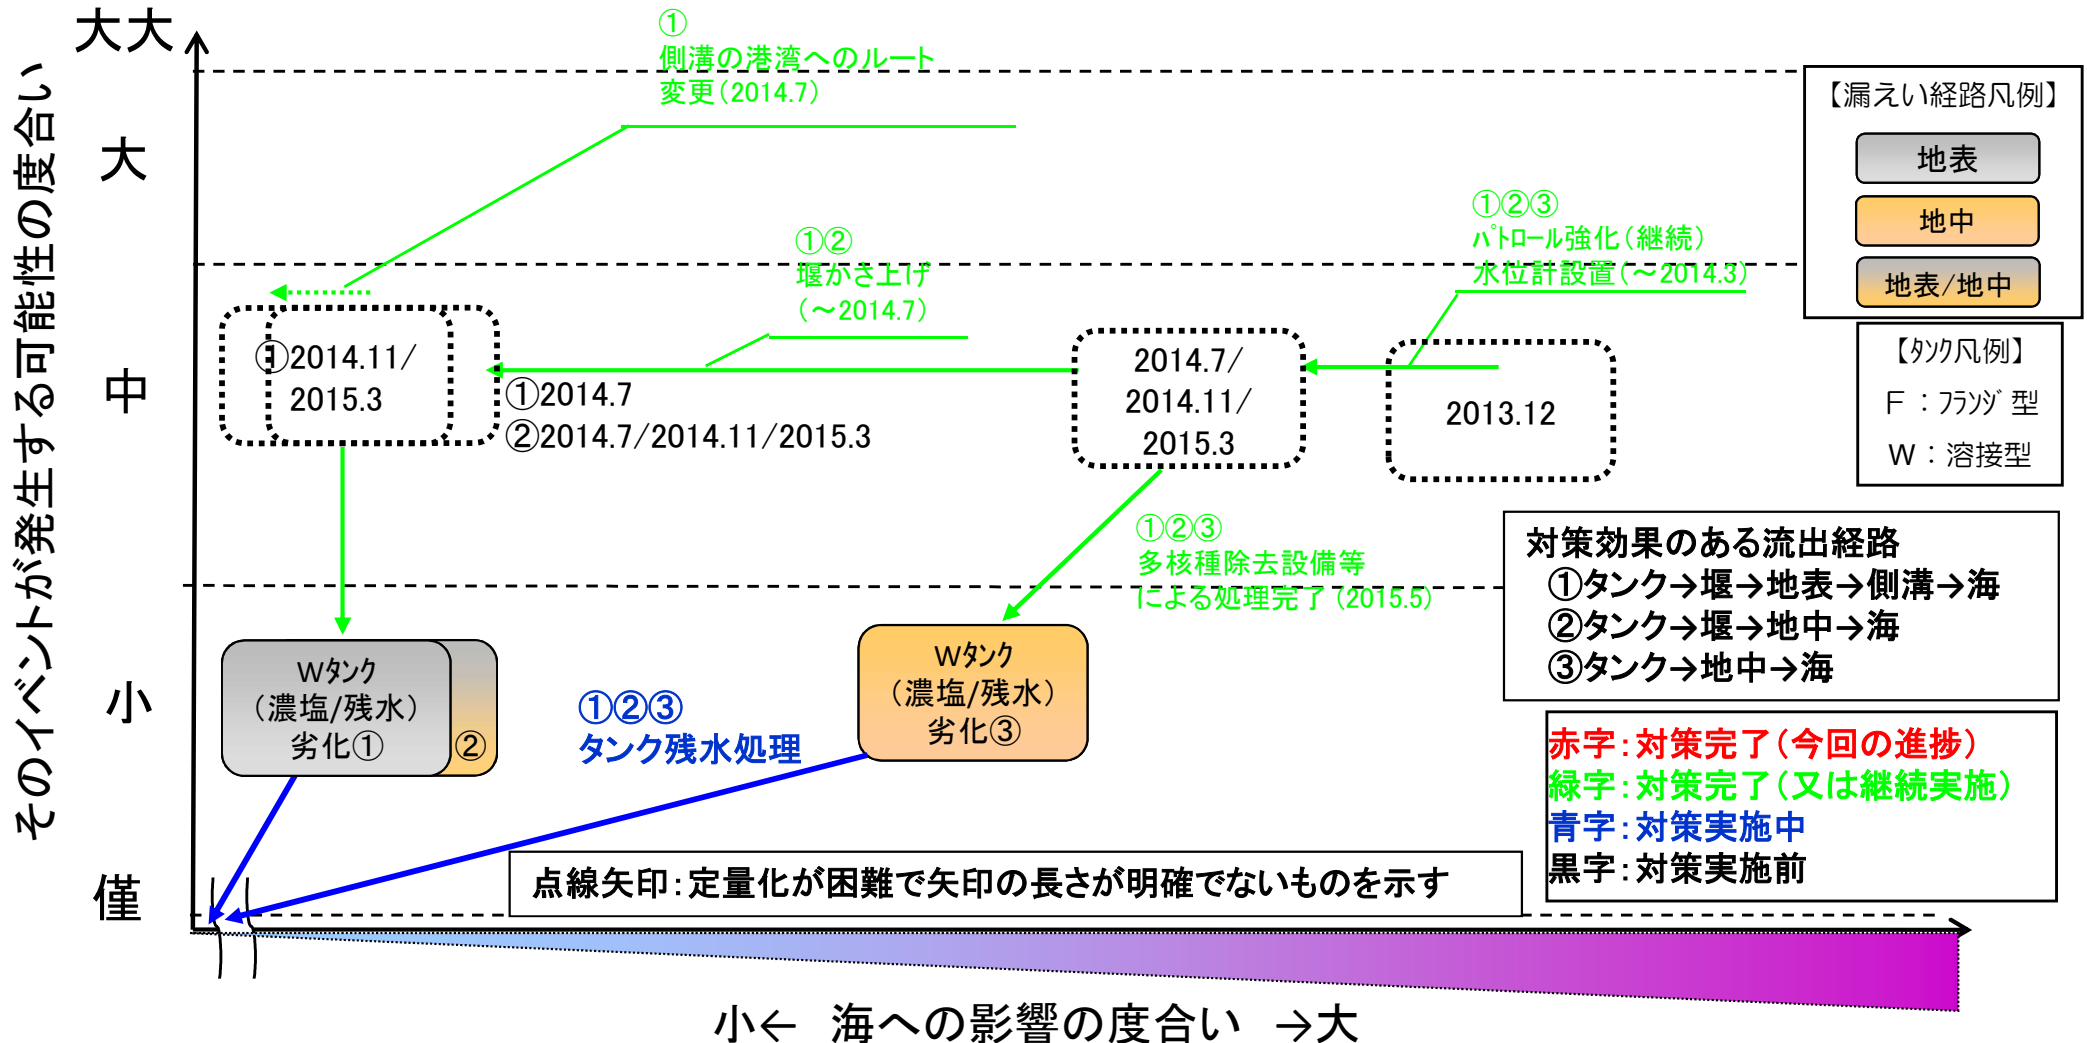 そのイベントが発生する可能性の度合い
大大
大
中
小
僅
①
側溝の港湾へのルート
変更(2014.7)
①②
堰かさ上げ
(～2014.7)
①②③
パトロール強化(継続)
水位計設置(～2014.3)
①2014.11/
2015.3
①2014.7
②2014.7/2014.11/2015.3
2014.7/
2014.11/
2015.3
2013.12
①②③
多核種除去設備等
による処理完了(2015.5)
Wタンク
(濃塩/残水)
劣化①
②
①②③
タンク残水処理
Wタンク
(濃塩/残水)
劣化③
【漏えい経路凡例】
地表
地中
地表/地中
【タンク凡例】
F：フランジ型
W：溶接型
対策効果のある流出経路
①タンク→堰→地表→側溝→海
②タンク→堰→地中→海
③タンク→地中→海
赤字：対策完了(今回の進捗)
緑字：対策完了(又は継続実施)
青字：対策実施中
黒字：対策実施前
点線矢印：定量化が困難で矢印の長さが明確でないものを示す
小← 海への影響の度合い →大